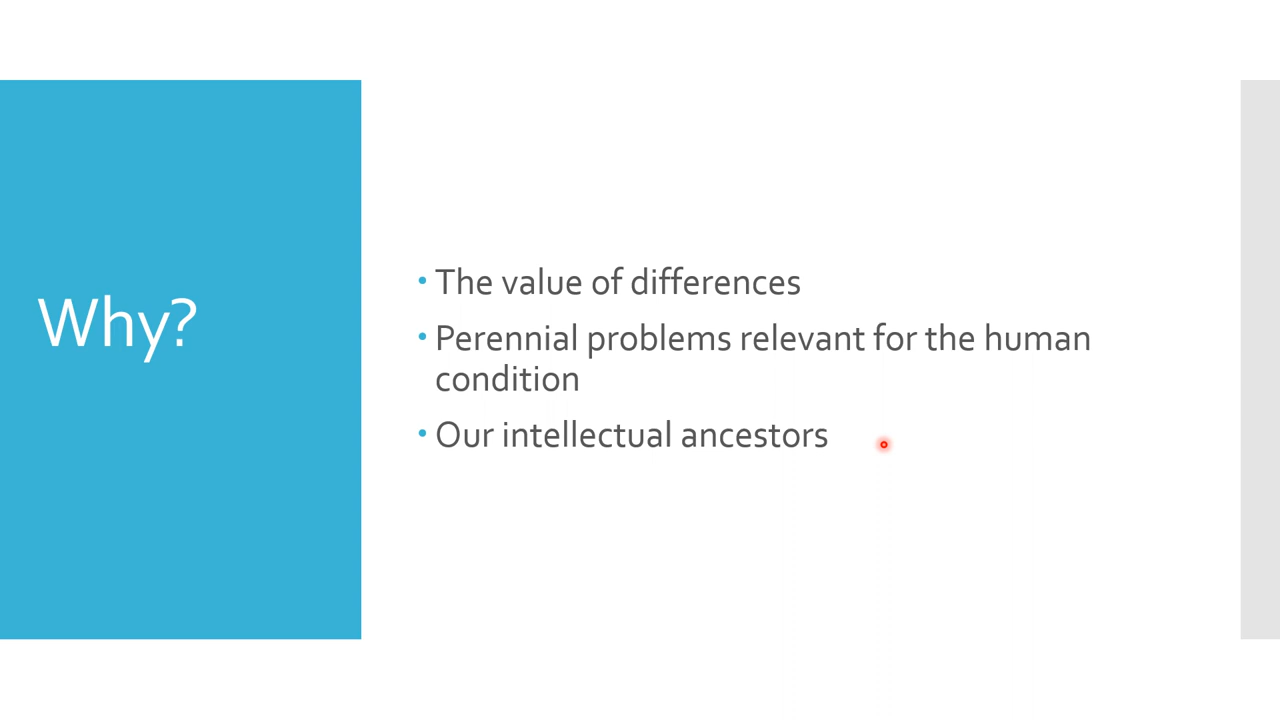 Why?
• The value of differences
• Perennial problems relevant for the human
condition
• Our intellectual ancestors